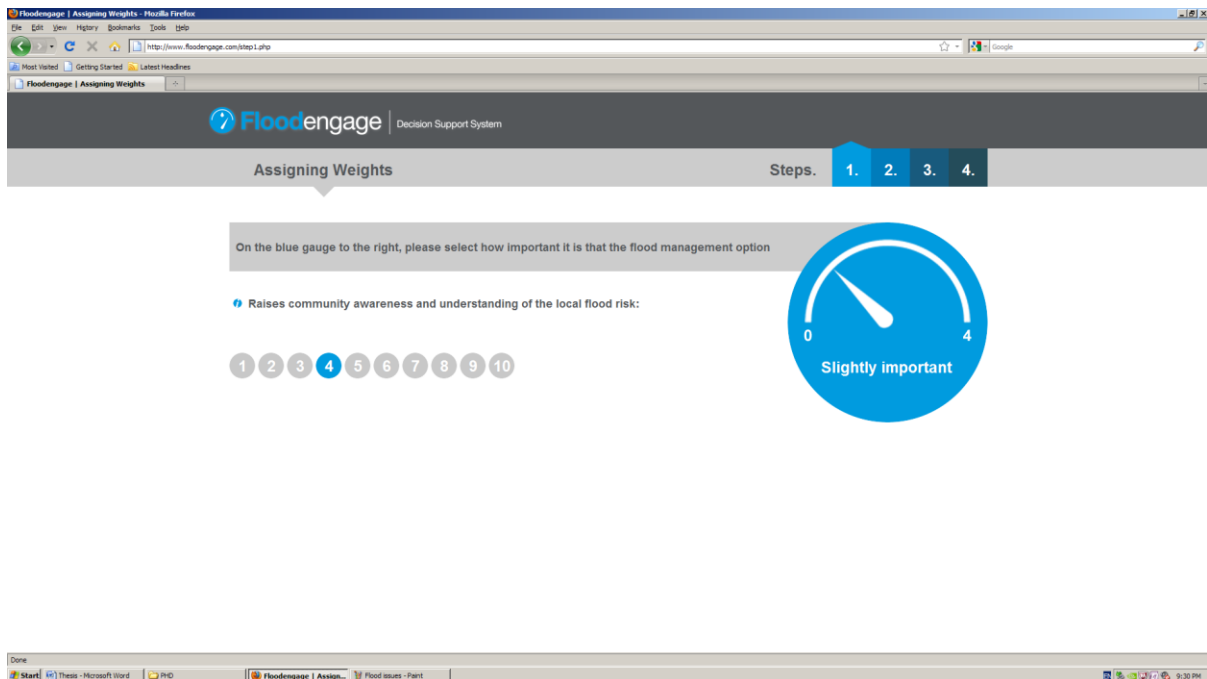 Floodengage | Assigning Weights - Mozilla Firefox
File Edit View History Bookmarks Tools Help
http://www.floodengage.com/step1.php
Google
Most Visited Getting Started Latest Headlines
Floodengage | Assigning Weights
Floodengage | Decision Support System
Assigning Weights Steps. 1. 2. 3. 4.
On the blue gauge to the right, please select how important it is that the flood management option
Raises community awareness and understanding of the local flood risk:
0 4
1 2 3 4 5 6 7 8 9 10
Slightly important
Done
Start Thesis - Microsoft Word PHD Floodengage | Assign... Flood issues - Paint 9:30 PM